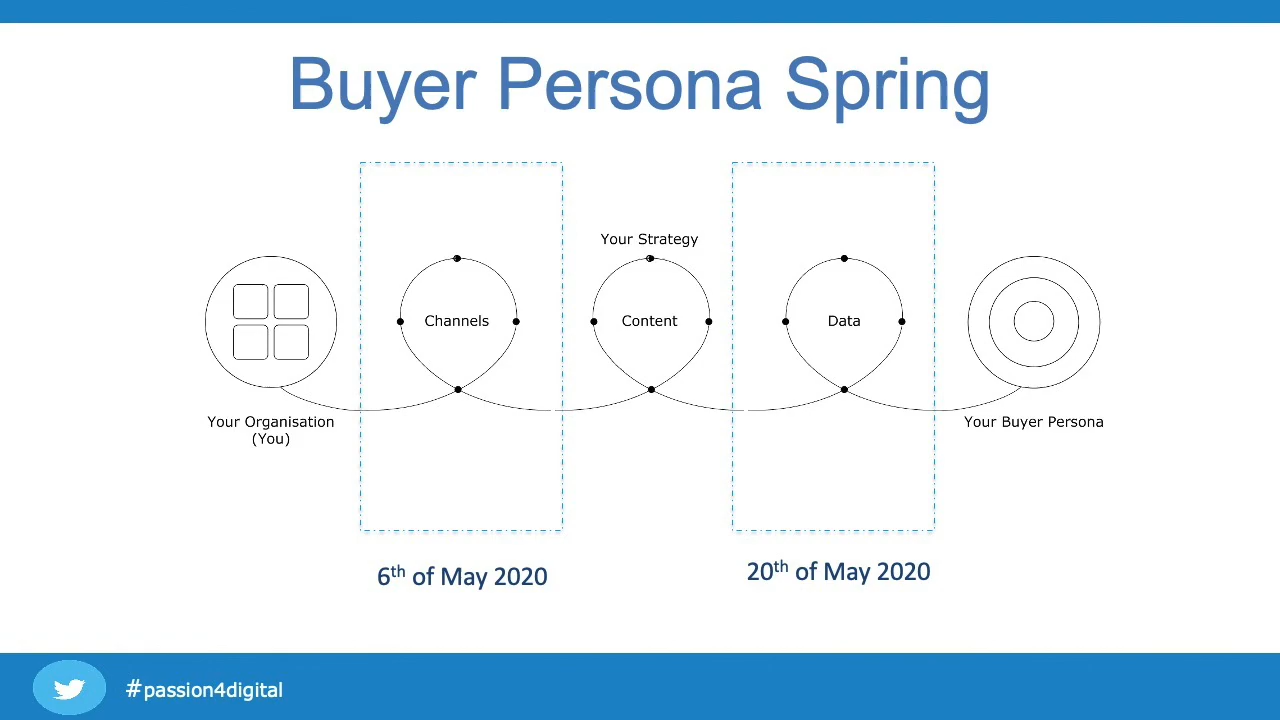 Buyer Persona Spring
Your Strategy
Channels
Content
Data
Your Organisation
(You)
Your Buyer Persona
6th of May 2020
20th of May 2020
#passion4digital